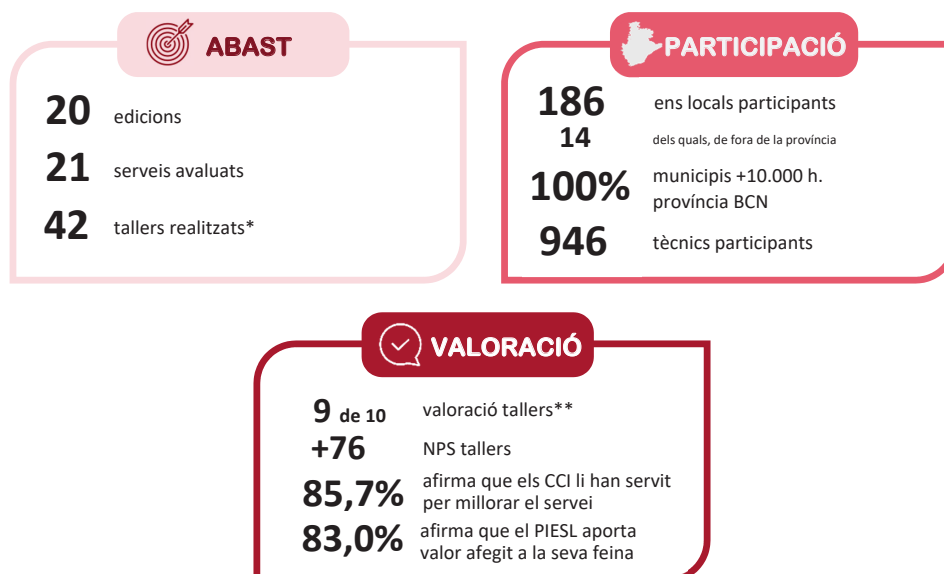 ABAST
20 edicions
21 serveis avaluats
42 tallers realitzats*
PARTICIPACIÓ
186 ens locals participants
14 dels quals, de fora de la província
100% municipis +10.000 h.
província BCN
946 tècnics participants
VALORACIÓ
9 de 10 valoració tallers**
+76 NPS tallers
85,7% afirma que els CCI li han servit
per millorar el servei
83,0% afirma que el PIESL aporta
valor afegit a la seva feina